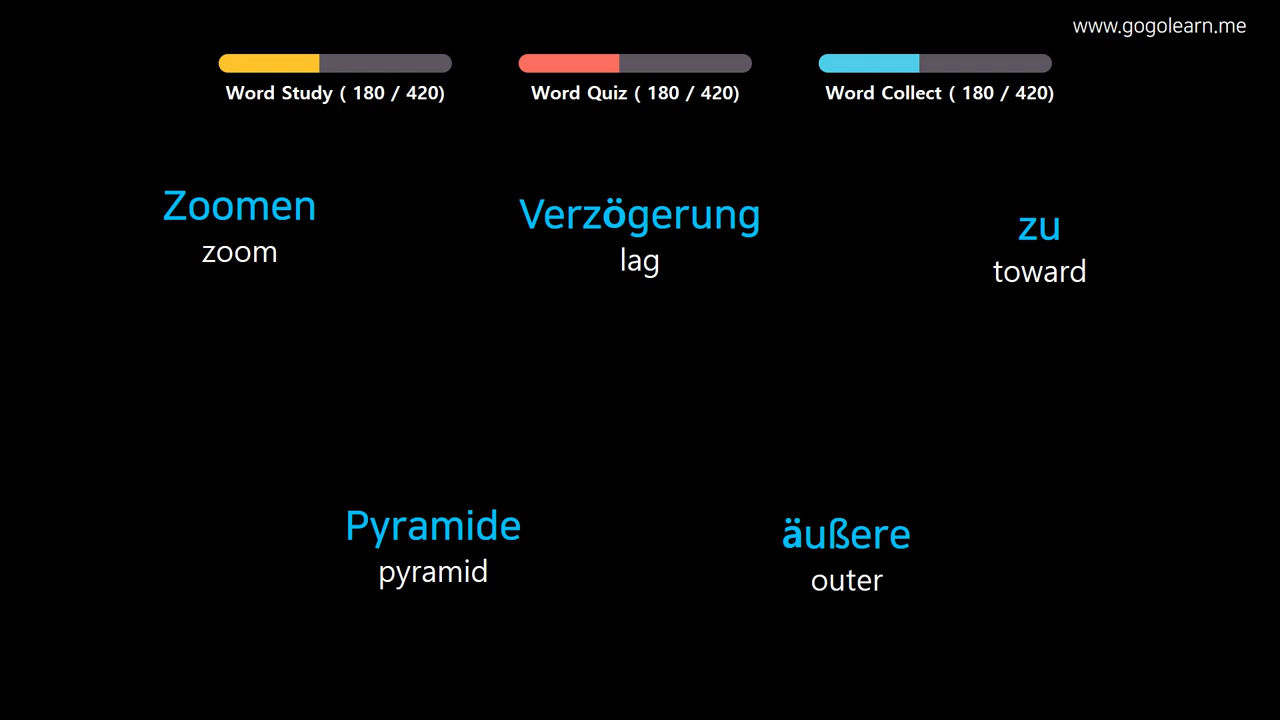 www.gogolearn.me
Word Study ( 180 / 420)
Word Quiz ( 180 / 420)
Word Collect ( 180 / 420)
Zoomen
zoom
Verzögerung
lag
zu
toward
Pyramide
pyramid
äußere
outer